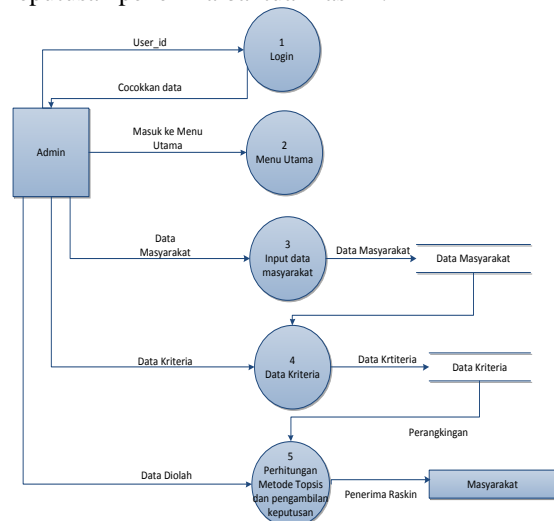 User_id
1
Login
Cocokkan data
Admin
Masuk ke Menu
Utama
2
Menu Utama
Data
Masyarakat
3
Input data
masyarakat
Data Masyarakat
Data Masyarakat
Data Kriteria
4
Data Kriteria
Data Krtiteria
Data Kriteria
Perangkingan
Data Diolah
5
Perhitungan
Metode Topsis
dan pengambilan
keputusan
Penerima Raskin
Masyarakat